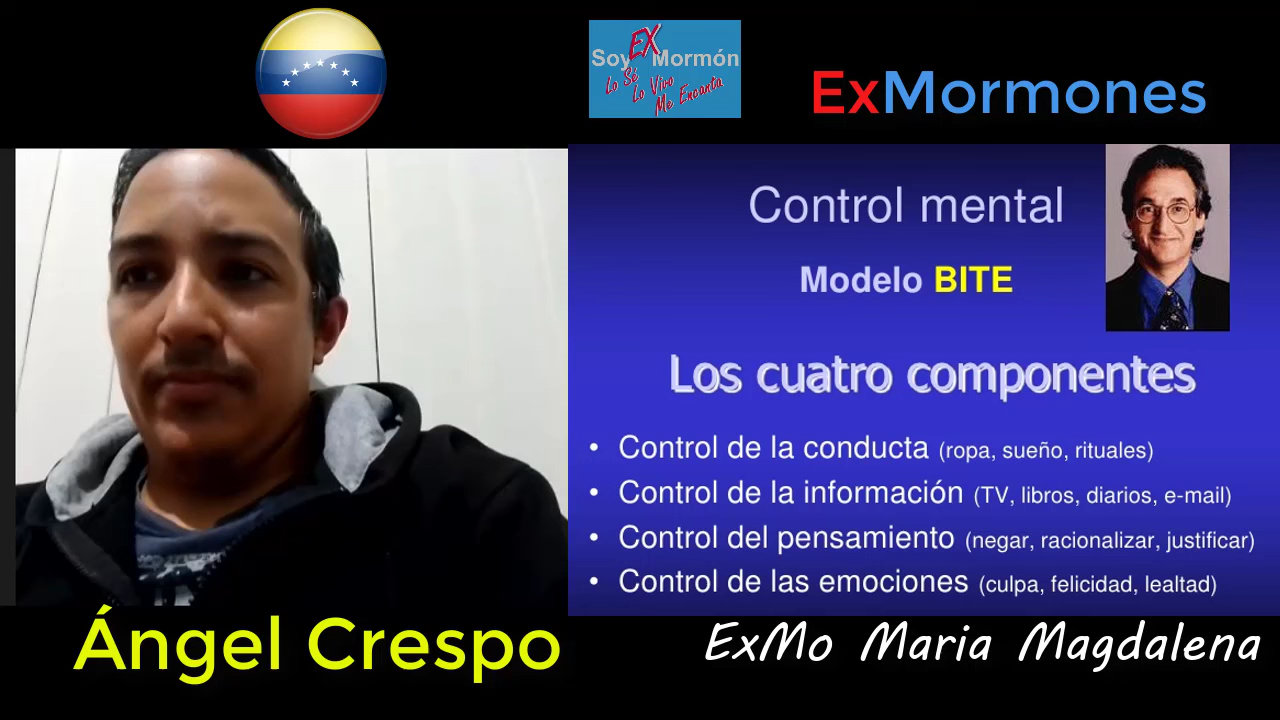 Soy EX Mormón
Lo Sé
Lo Vivo
Me Encanta
ExMormones
Control mental
Modelo BITE
Los cuatro componentes
• Control de la conducta (ropa, sueño, rituales)
• Control de la información (TV, libros, diarios, e-mail)
• Control del pensamiento (negar, racionalizar, justificar)
• Control de las emociones (culpa, felicidad, lealtad)
Ángel Crespo
ExMo Maria Magdalena